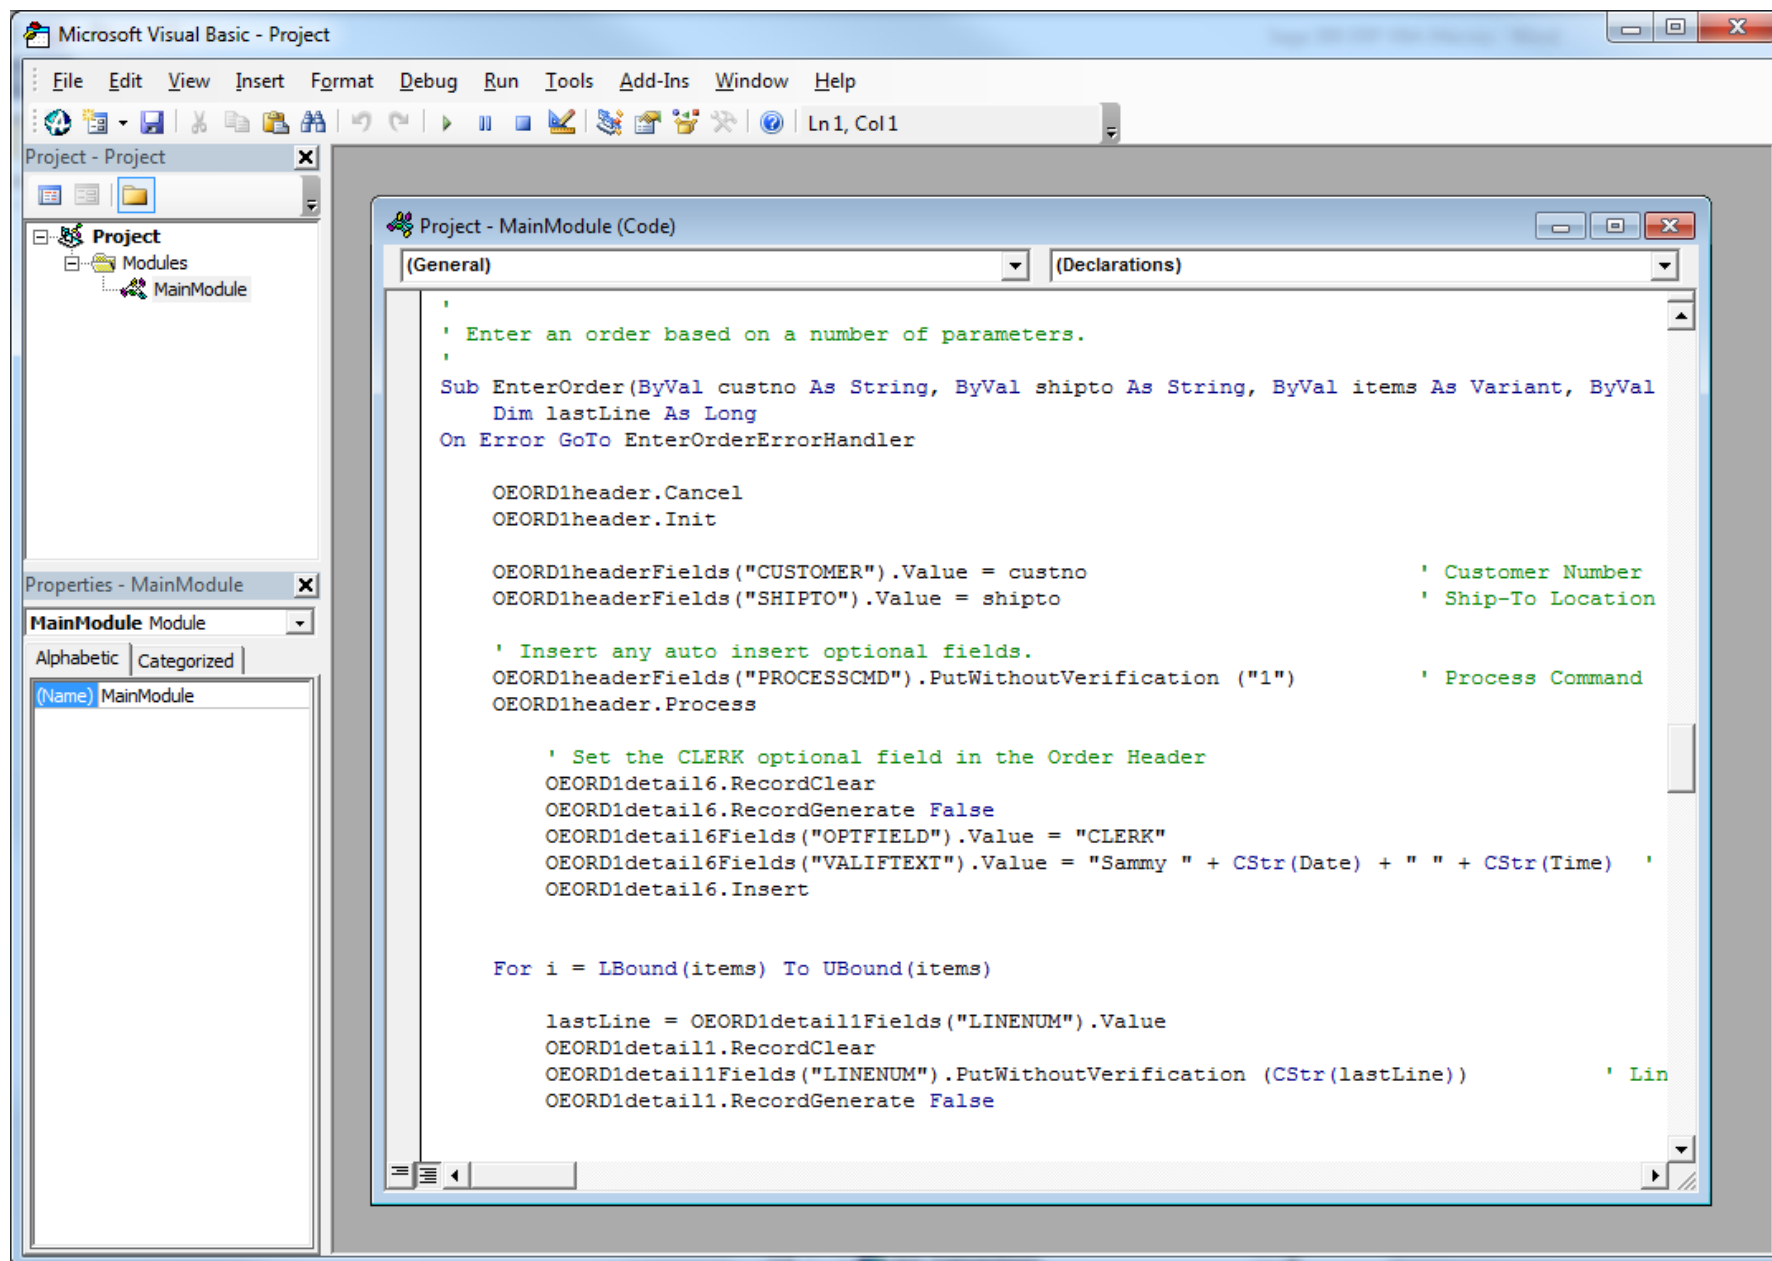 Microsoft Visual Basic - Project
File Edit View Insert Format Debug Run Tools Add-Ins Window Help
Ln 1, Col 1
Project - Project
Project
Modules
MainModule
Properties - MainModule
MainModule Module
Alphabetic Categorized
(Name) MainModule
Project - MainModule (Code)
(General) (Declarations)
'
' Enter an order based on a number of parameters.
'
Sub EnterOrder(ByVal custno As String, ByVal shipto As String, ByVal items As Variant, ByVal
Dim lastLine As Long
On Error GoTo EnterOrderErrorHandler
OEORD1header.Cancel
OEORD1header.Init
OEORD1headerFields("CUSTOMER").Value = custno ' Customer Number
OEORD1headerFields("SHIPTO").Value = shipto ' Ship-To Location
' Insert any auto insert optional fields.
OEORD1headerFields("PROCESSCMD").PutWithoutVerification ("1") ' Process Command
OEORD1header.Process
' Set the CLERK optional field in the Order Header
OEORD1detail6.RecordClear
OEORD1detail6.RecordGenerate False
OEORD1detail6Fields("OPTFIELD").Value = "CLERK"
OEORD1detail6Fields("VALIFTEXT").Value = "Sammy " + CStr(Date) + " " + CStr(Time) '
OEORD1detail6.Insert
For i = LBound(items) To UBound(items)
lastLine = OEORD1detail1Fields("LINENUM").Value
OEORD1detail1.RecordClear
OEORD1detail1Fields("LINENUM").PutWithoutVerification (CStr(lastLine)) ' Lin
OEORD1detail1.RecordGenerate False